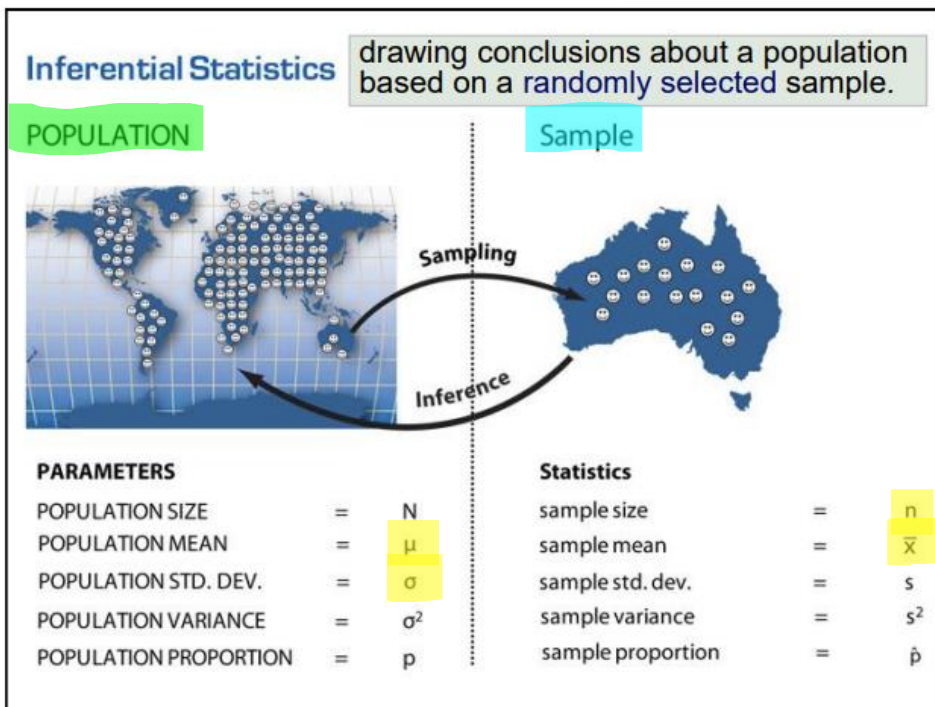 Inferential Statistics
drawing conclusions about a population
based on a randomly selected sample.
POPULATION
Sample
Sampling
Inference
PARAMETERS
POPULATION SIZE = N
POPULATION MEAN = μ
POPULATION STD. DEV. = σ
POPULATION VARIANCE = σ²
POPULATION PROPORTION = p
Statistics
sample size = n
sample mean = x̅
sample std. dev. = s
sample variance = s²
sample proportion = p̂